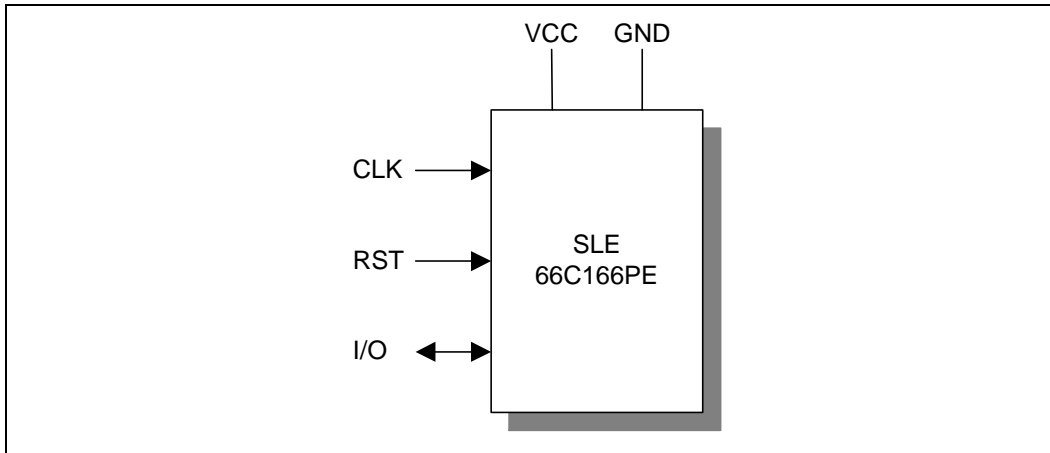 VCC GND
CLK
RST
SLE
66C166PE
I/O